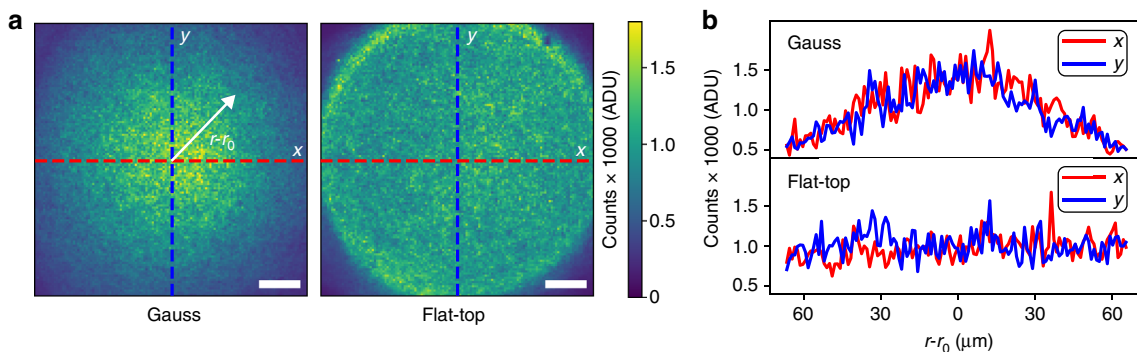 a
y
r-r0
x
Gauss
y
x
Flat-top
1.5
1.0
0.5
0
Counts × 1000 (ADU)
b
Gauss
x
y
1.5
1.0
0.5
Flat-top
x
y
1.5
1.0
0.5
Counts × 1000 (ADU)
60 30 0 30 60
r-r0 (μm)